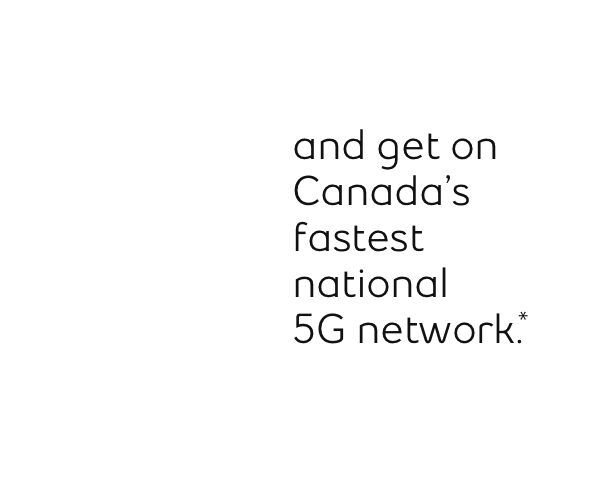 and get on
Canada’s
fastest
national
5G network.*